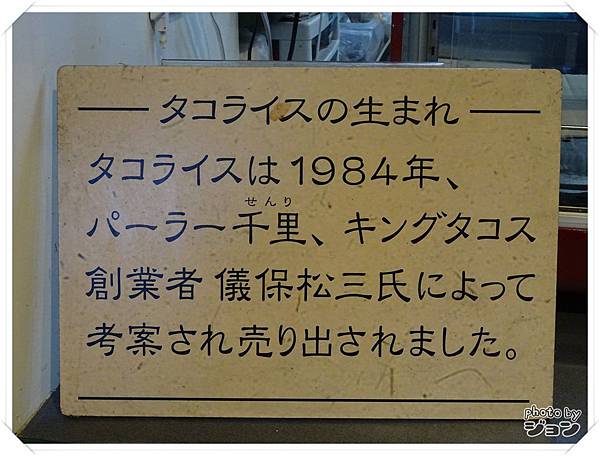 タコライスの生まれ
タコライスは1984年、
せんり
パーラー千里、キングタコス
創業者 儀保松三氏によって
考案され売り出されました。
photo by
ジョン